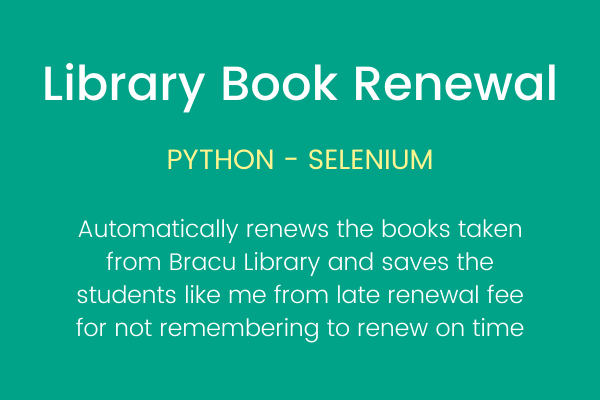 Library Book Renewal
PYTHON - SELENIUM
Automatically renews the books taken
from Bracu Library and saves the
students like me from late renewal fee
for not remembering to renew on time